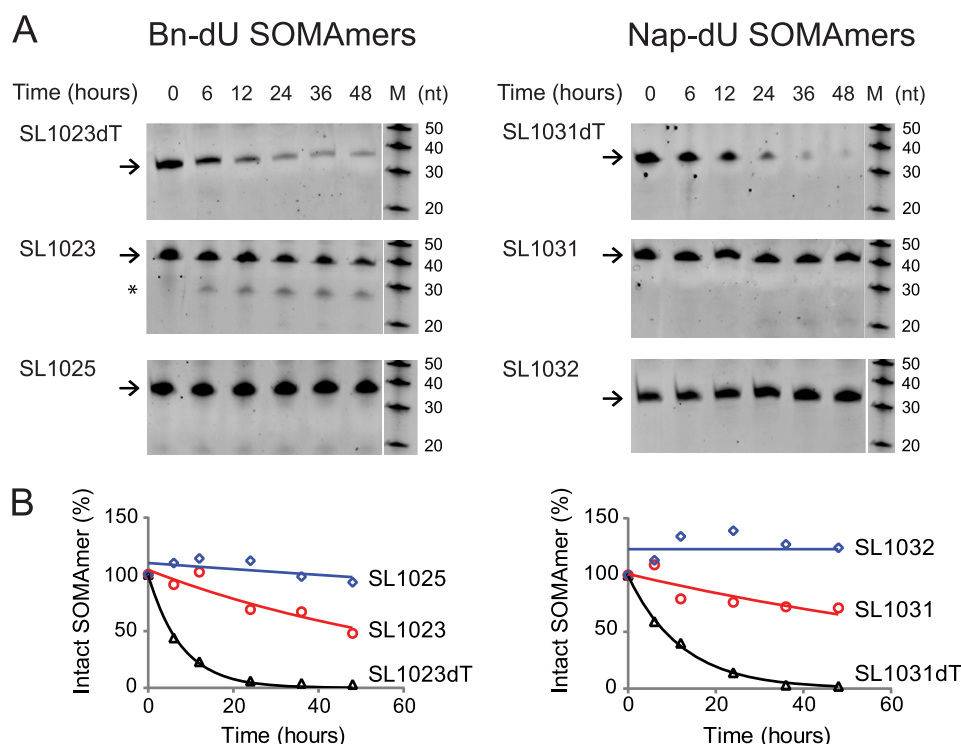 A
Bn-dU SOMAmers
Time (hours) 0 6 12 24 36 48 M (nt)
SL1023dT
50
40
30
20
SL1023
50
40
*
30
20
SL1025
50
40
30
20
Nap-dU SOMAmers
Time (hours) 0 6 12 24 36 48 M (nt)
SL1031dT
50
40
30
20
SL1031
50
40
30
20
SL1032
50
40
30
20
B
Intact SOMAmer (%)
150
100
50
0
0 20 40 60
Time (hours)
SL1025
SL1023
SL1023dT
Intact SOMAmer (%)
150
100
50
0
0 20 40 60
Time (hours)
SL1032
SL1031
SL1031dT